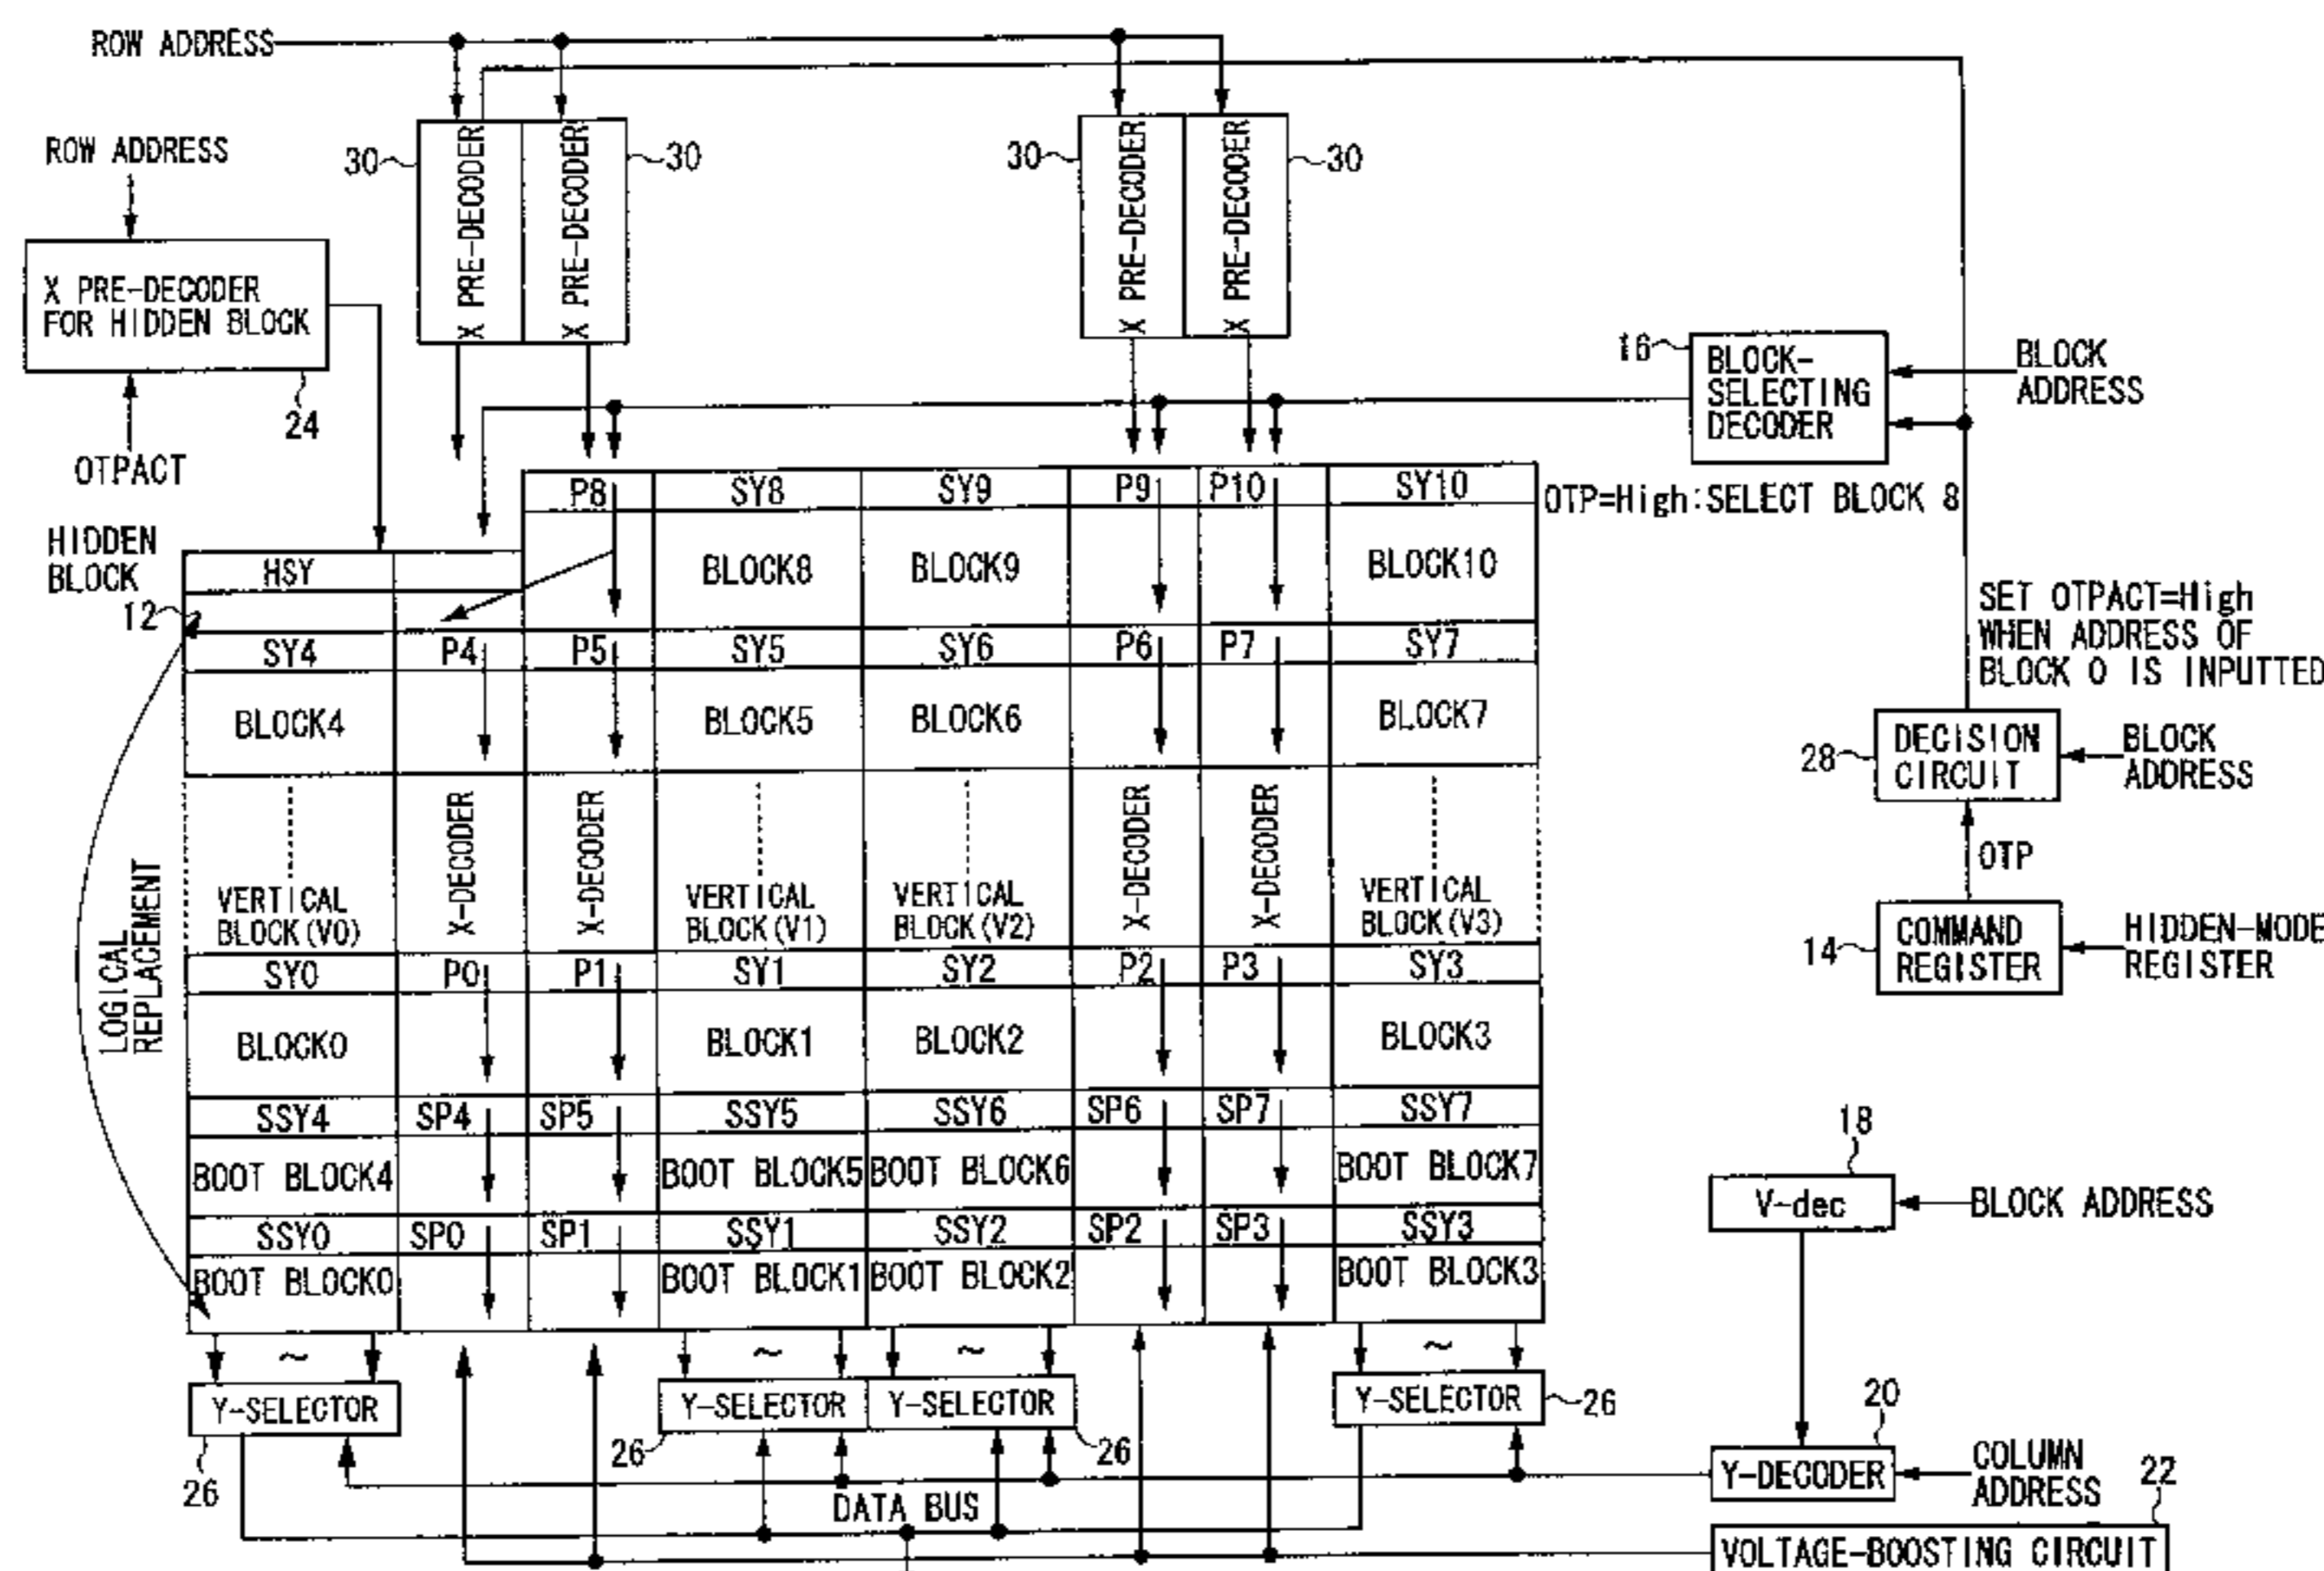 ROW ADDRESS
ROW ADDRESS
X PRE-DECODER
FOR HIDDEN BLOCK
24
OTPACT
30
X PRE-DECODER
X PRE-DECODER
30
30
X PRE-DECODER
X PRE-DECODER
30
16
BLOCK-
SELECTING
DECODER
BLOCK
ADDRESS
OTP=High:SELECT BLOCK 8
HIDDEN
BLOCK
12
HSY
P8
SY8
SY9
P9
P10
SY10
BLOCK8
BLOCK9
BLOCK10
SY4
P4
P5
SY5
SY6
P6
P7
SY7
BLOCK4
BLOCK5
BLOCK6
BLOCK7
SET OTPACT=High
WHEN ADDRESS OF
BLOCK 0 IS INPUTTED
28
DECISION
CIRCUIT
BLOCK
ADDRESS
OTP
14
COMMAND
REGISTER
HIDDEN-MODE
REGISTER
LOGICAL
REPLACEMENT
VERTICAL
BLOCK(V0)
X-DECODER
X-DECODER
VERTICAL
BLOCK(V1)
VERTICAL
BLOCK(V2)
X-DECODER
X-DECODER
VERTICAL
BLOCK(V3)
SY0
P0
P1
SY1
SY2
P2
P3
SY3
BLOCK0
BLOCK1
BLOCK2
BLOCK3
SSY4
SP4
SP5
SSY5
SSY6
SP6
SP7
SSY7
BOOT BLOCK4
BOOT BLOCK5
BOOT BLOCK6
BOOT BLOCK7
SSY0
SP0
SP1
SSY1
SSY2
SP2
SP3
SSY3
BOOT BLOCK0
BOOT BLOCK1
BOOT BLOCK2
BOOT BLOCK3
18
V-dec
BLOCK ADDRESS
~
~
~
~
Y-SELECTOR
26
Y-SELECTOR
26
Y-SELECTOR
26
Y-SELECTOR
26
20
Y-DECODER
COLUMN
ADDRESS
DATA BUS
22
VOLTAGE-BOOSTING CIRCUIT